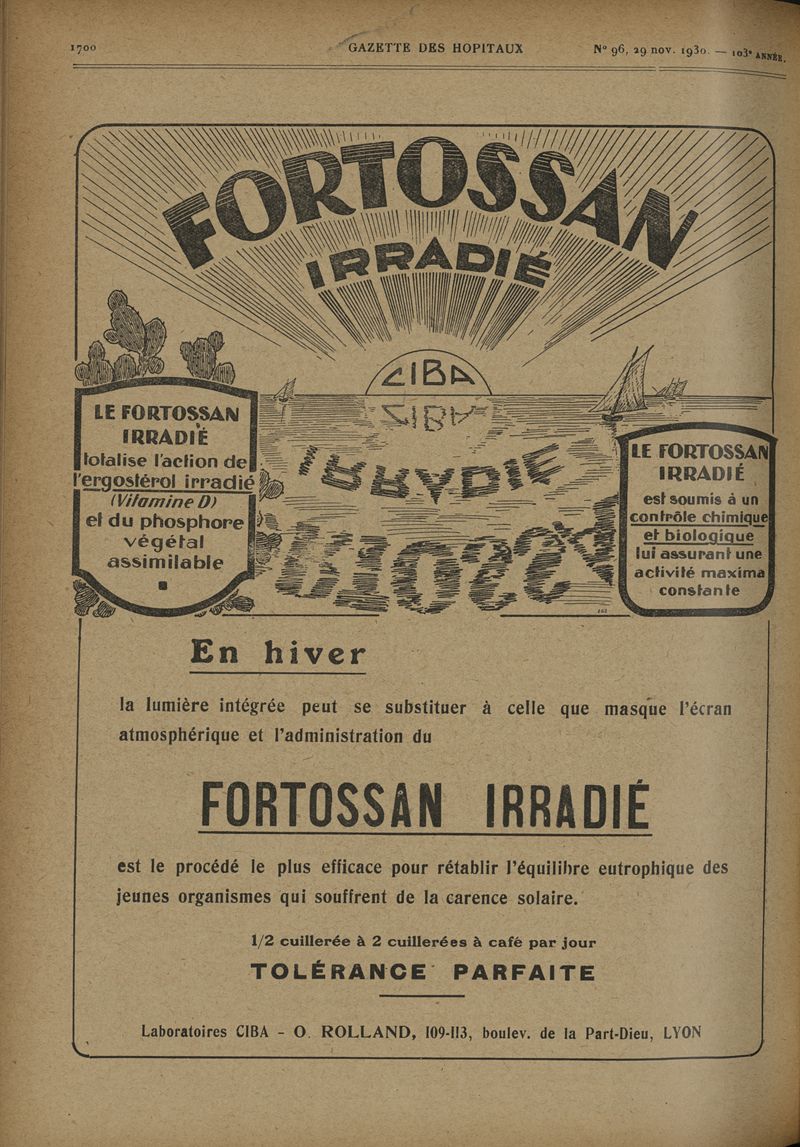 1700
GAZETTE DES HOPITAUX
N° 96, 29 nov. 1930. — 103e ANNÉE.
FORTOSSAN
IRRADIÉ
CIBA
CIBA
IRRADIÉ
LE FORTOSSAN
IRRADIÉ
totalise l'action de
l'ergostérol irradié
(Vitamine D)
et du phosphore
végétal
assimilable
LE FORTOSSAN
IRRADIÉ
est soumis à un
contrôle chimique
et biologique
lui assurant une
activité maxima
constante
En hiver
la lumière intégrée peut se substituer à celle que masque l'écran
atmosphérique et l'administration du
FORTOSSAN IRRADIÉ
est le procédé le plus efficace pour rétablir l'équilibre eutrophique des
jeunes organismes qui souffrent de la carence solaire.
1/2 cuillerée à 2 cuillerées à café par jour
TOLÉRANCE PARFAITE
Laboratoires CIBA - O. ROLLAND, 109-113, boulev. de la Part-Dieu, LYON